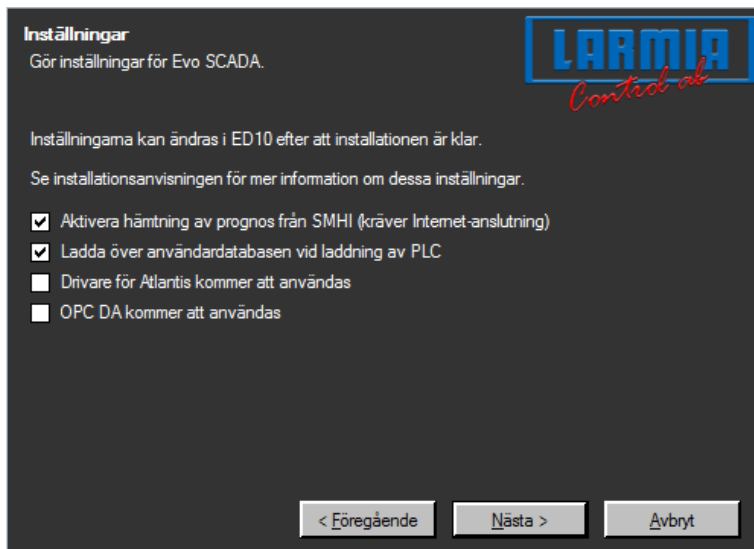 Inställningar
Gör inställningar för Evo SCADA.
LARMIA
Control ab
Inställningarna kan ändras i ED10 efter att installationen är klar.
Se installationsanvisningen för mer information om dessa inställningar.
Aktivera hämtning av prognos från SMHI (kräver Internet-anslutning)
Ladda över användardatabasen vid laddning av PLC
Drivare för Atlantis kommer att användas
OPC DA kommer att användas
< Föregående
Nästa >
Avbryt